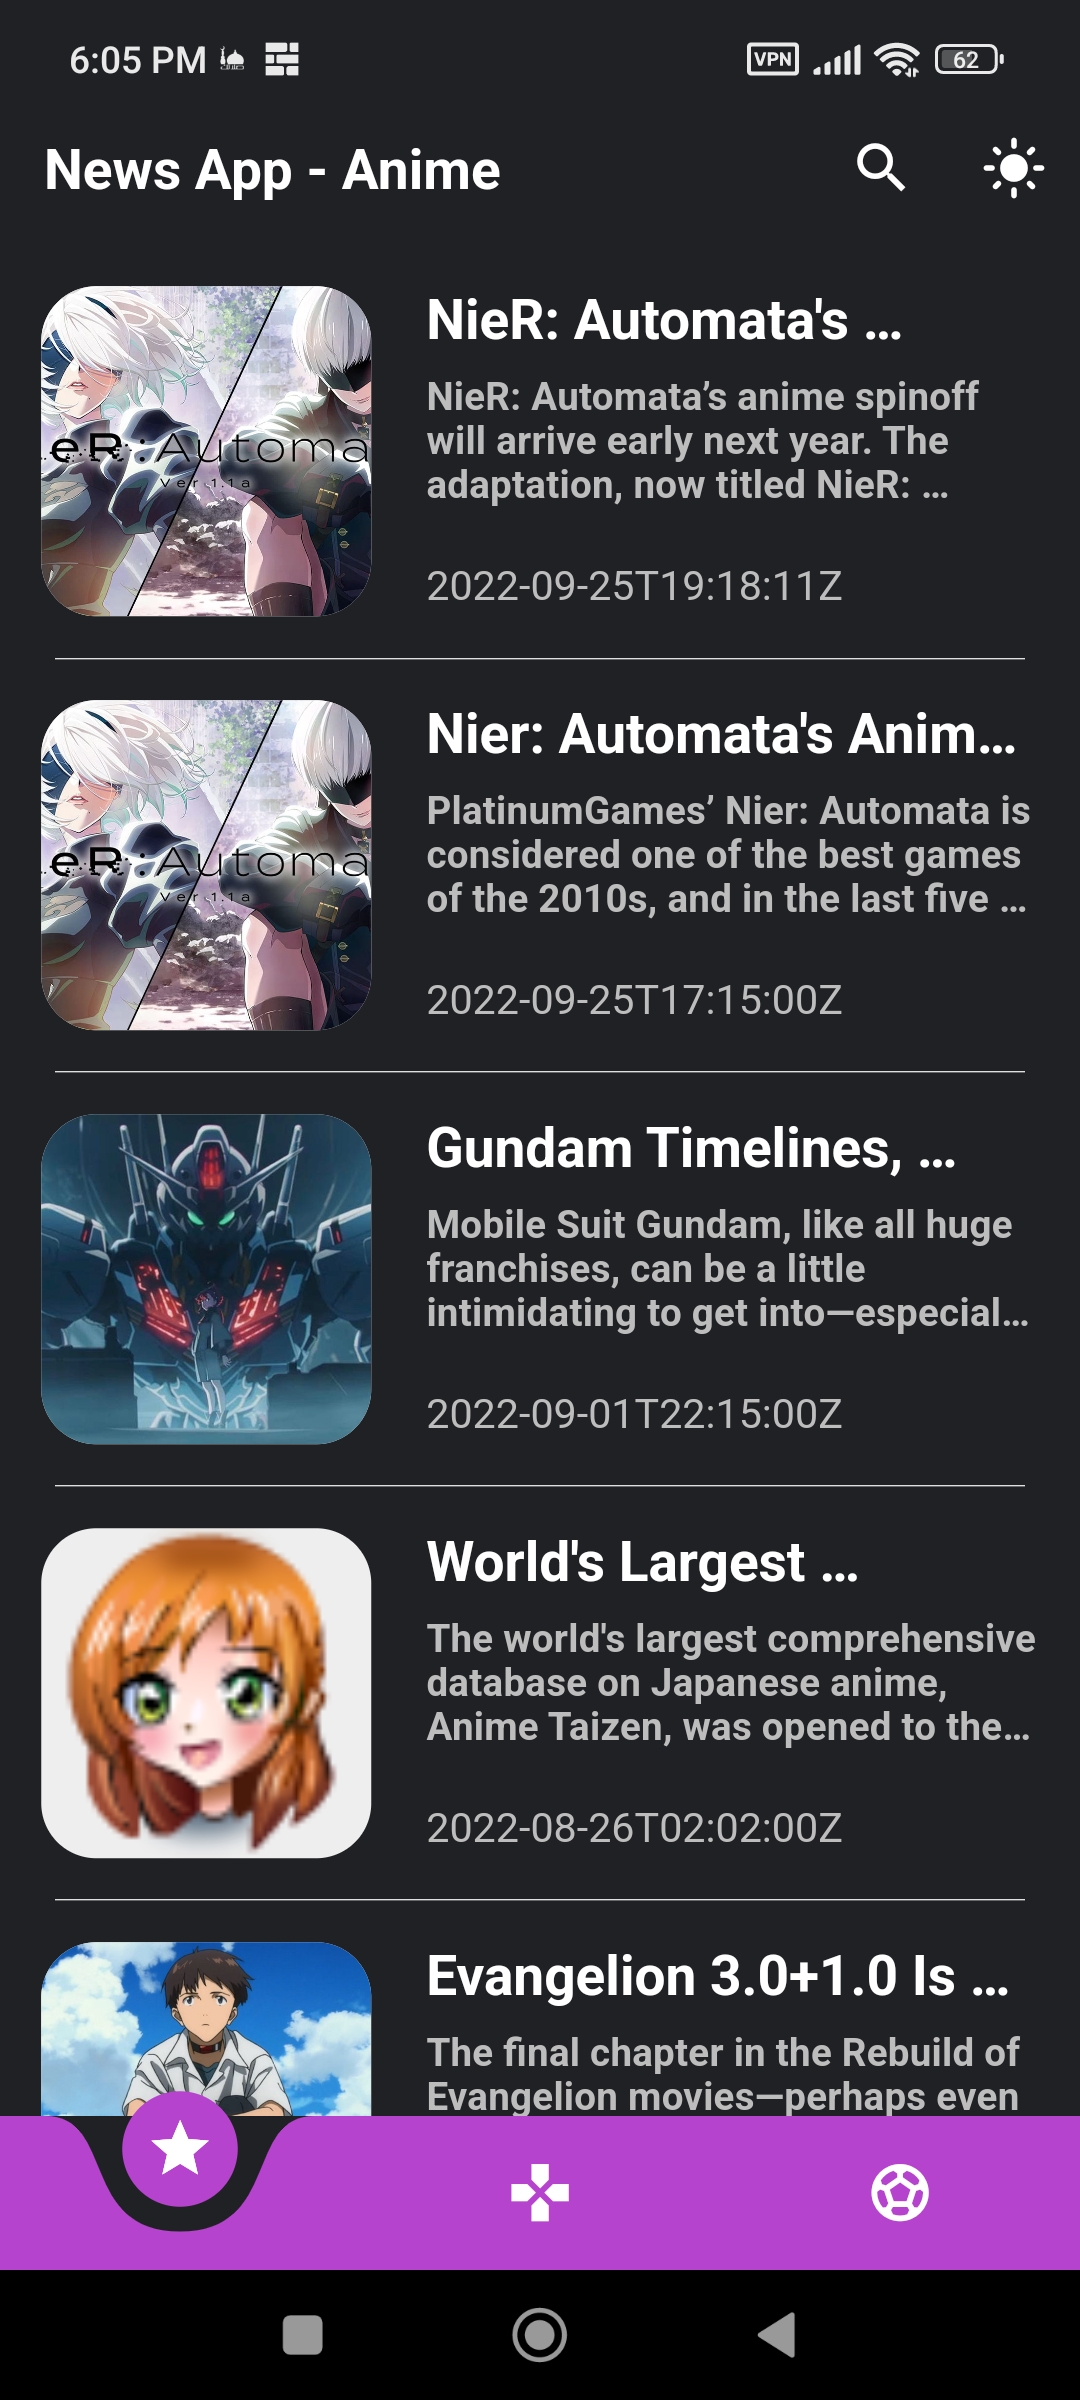 6:05 PM
VPN
62
News App - Anime
eR:Automa
Ver1.1a
NieR: Automata's ...
NieR: Automata’s anime spinoff
will arrive early next year. The
adaptation, now titled NieR: ...
2022-09-25T19:18:11Z
eR:Automa
Ver1.1a
Nier: Automata's Anim...
PlatinumGames’ Nier: Automata is
considered one of the best games
of the 2010s, and in the last five ...
2022-09-25T17:15:00Z
Gundam Timelines, ...
Mobile Suit Gundam, like all huge
franchises, can be a little
intimidating to get into—especial...
2022-09-01T22:15:00Z
World's Largest ...
The world's largest comprehensive
database on Japanese anime,
Anime Taizen, was opened to the...
2022-08-26T02:02:00Z
Evangelion 3.0+1.0 Is ...
The final chapter in the Rebuild of
Evangelion movies—perhaps even